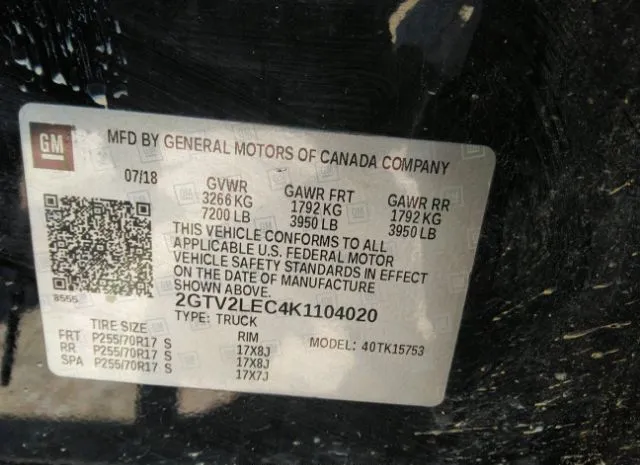 GM
MFD BY GENERAL MOTORS OF CANADA COMPANY
07/18 GVWR GAWR FRT GAWR RR
3266 KG 1792 KG 1792 KG
7200 LB 3950 LB 3950 LB
THIS VEHICLE CONFORMS TO ALL
APPLICABLE U.S. FEDERAL MOTOR
VEHICLE SAFETY STANDARDS IN EFFECT
ON THE DATE OF MANUFACTURE
SHOWN ABOVE.
8555
2GTV2LEC4K1104020
TYPE: TRUCK
TIRE SIZE RIM MODEL: 40TK15753
FRT P255/70R17 S 17X8J
RR P255/70R17 S 17X8J
SPA P255/70R17 S 17X7J